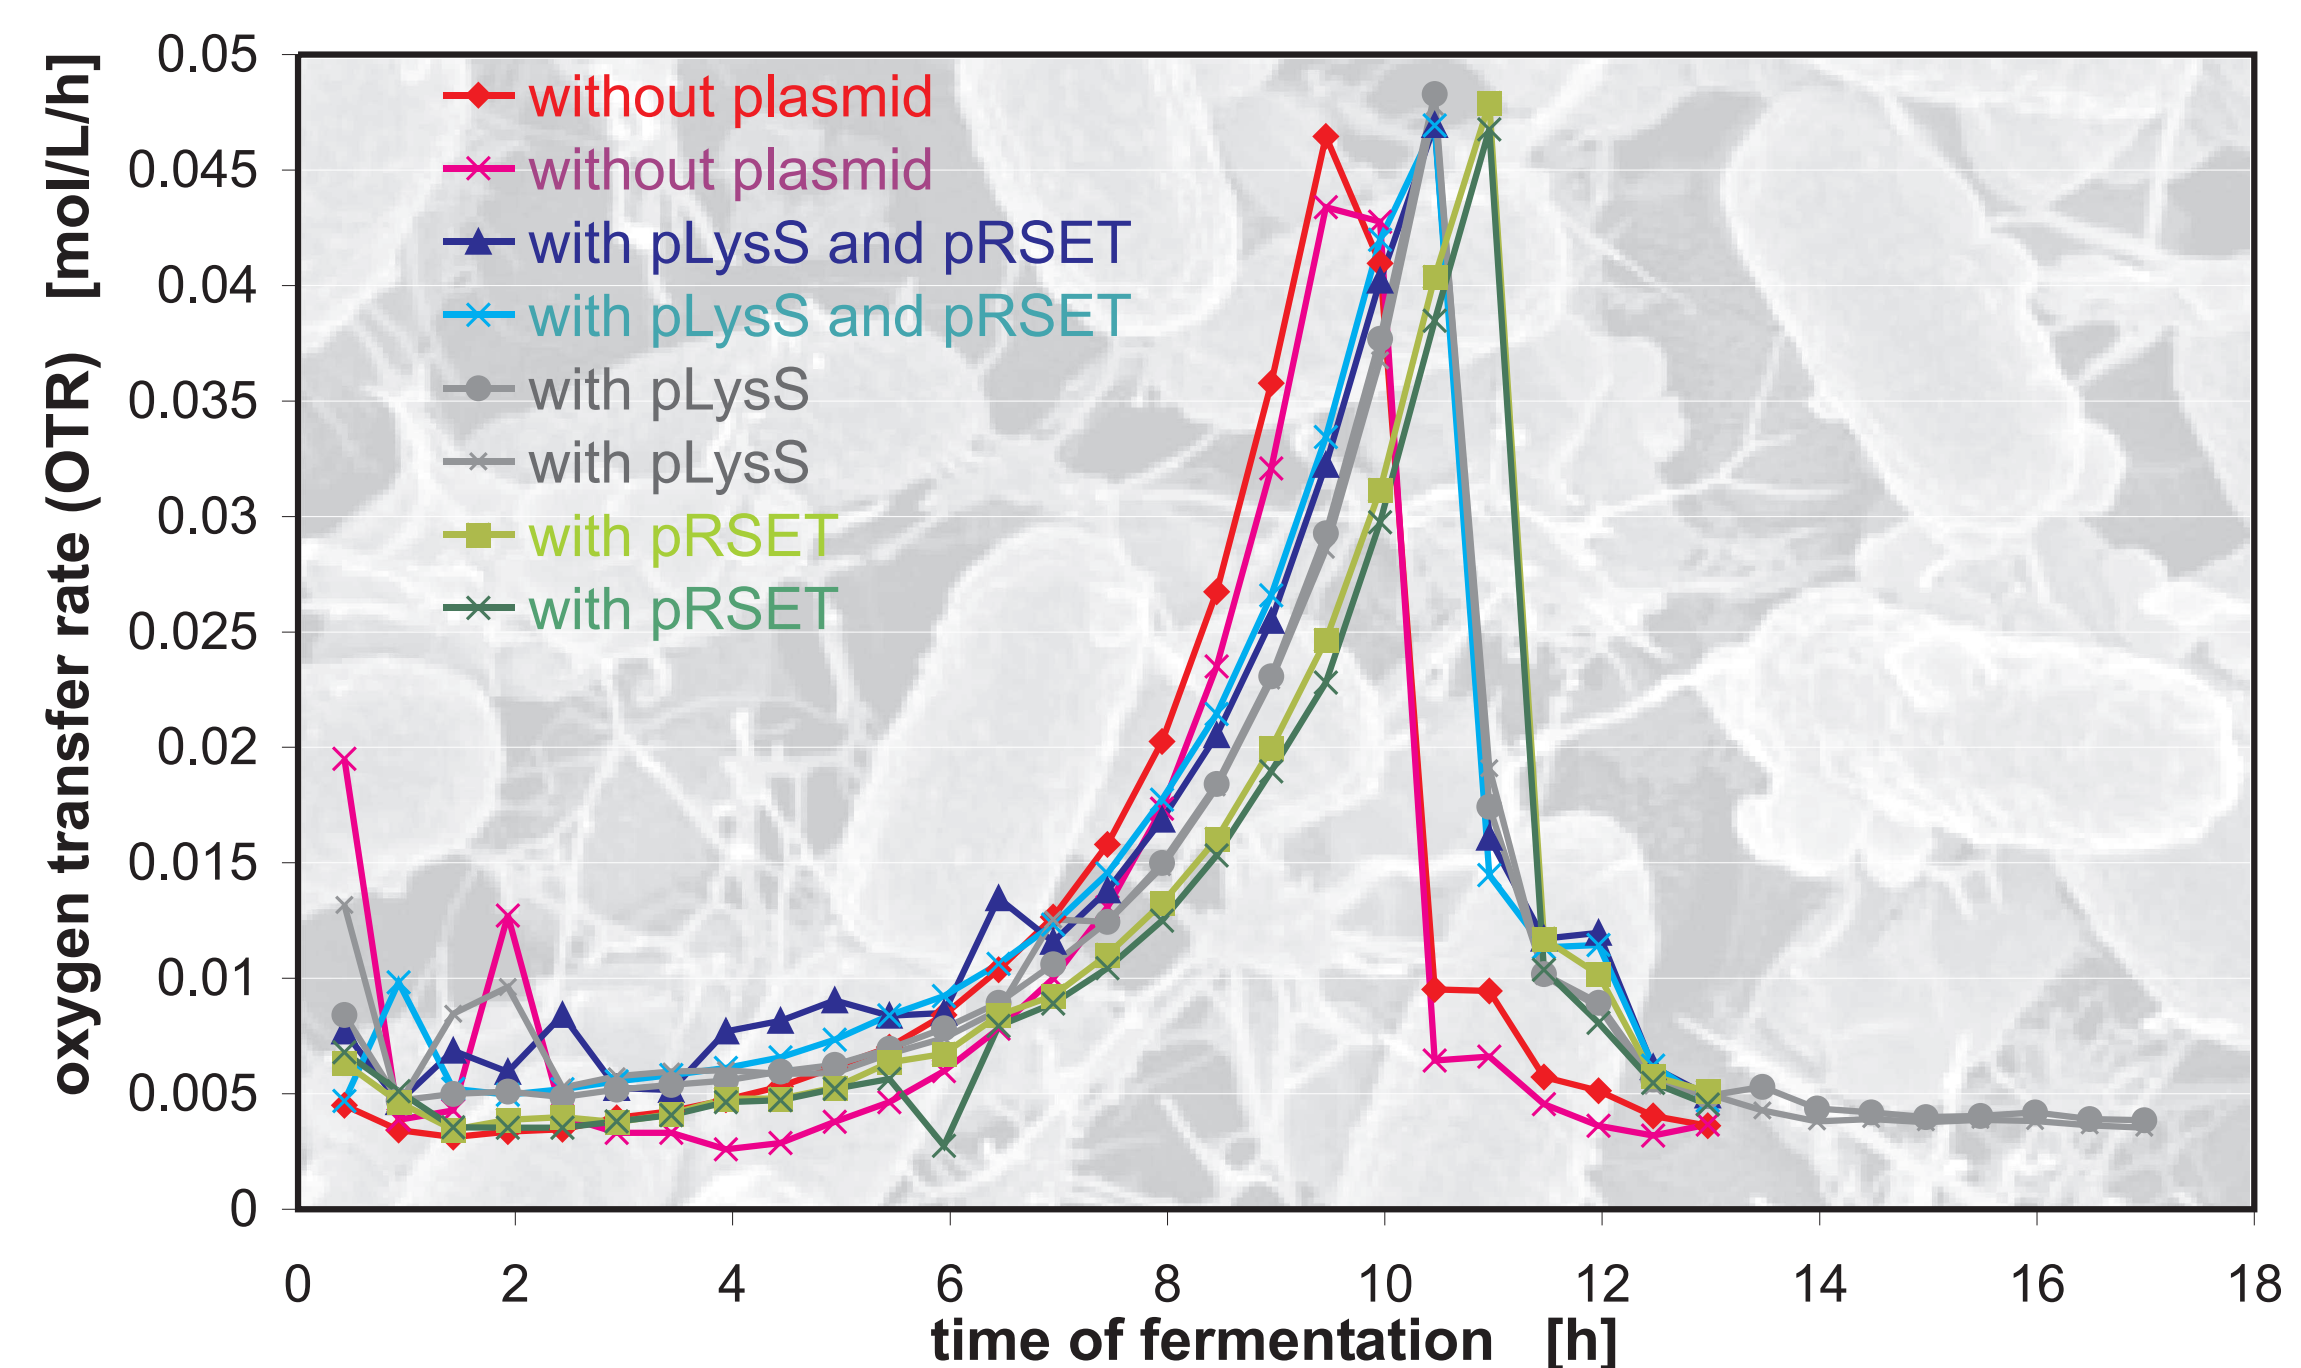 oxygen transfer rate (OTR) [mol/L/h]
0.05
0.045
0.04
0.035
0.03
0.025
0.02
0.015
0.01
0.005
0
without plasmid
without plasmid
with pLysS and pRSET
with pLysS and pRSET
with pLysS
with pLysS
with pRSET
with pRSET
0 2 4 6 8 10 12 14 16 18
time of fermentation [h]